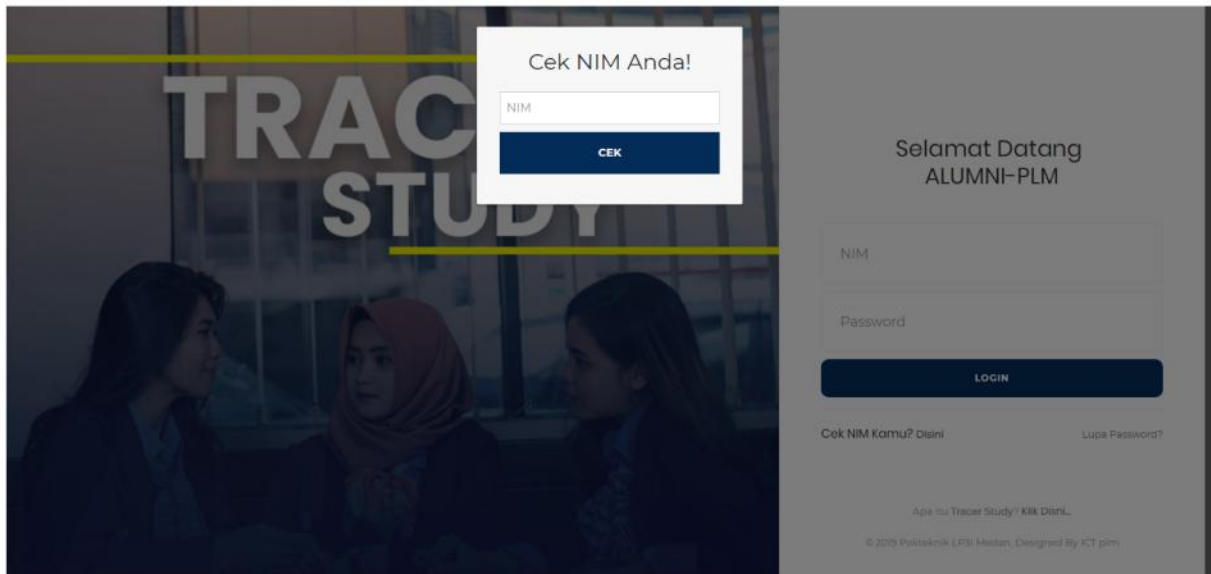 Cek NIM Anda!
NIM
CEK
TRAC
STUDY
Selamat Datang
ALUMNI-PLM
NIM
Password
LOGIN
Cek NIM Kamu? Disini
Lupa Password?
Apa itu Tracer Study? Klik Disni...
© 2019 Politeknik LP3I Medan. Designed By ICT plm